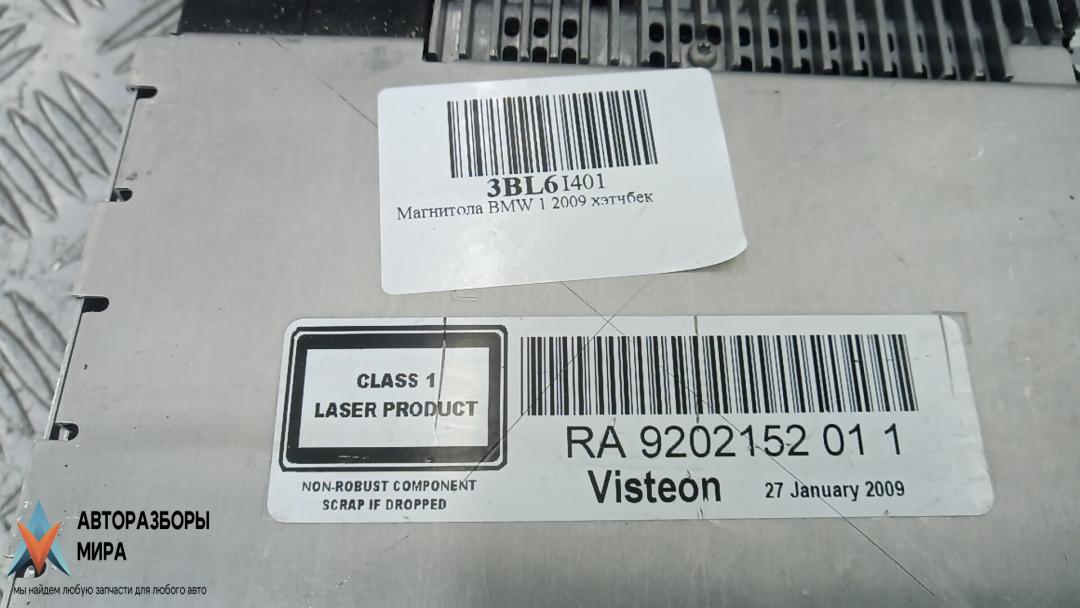 3BL6I401
Магнитола BMW 1 2009 хэтчбек
CLASS 1
LASER PRODUCT
NON-ROBUST COMPONENT
SCRAP IF DROPPED
RA 9202152 01 1
Visteon 27 January 2009
АВТОРАЗБОРЫ
МИРА
мы найдем любую запчасти для любого авто